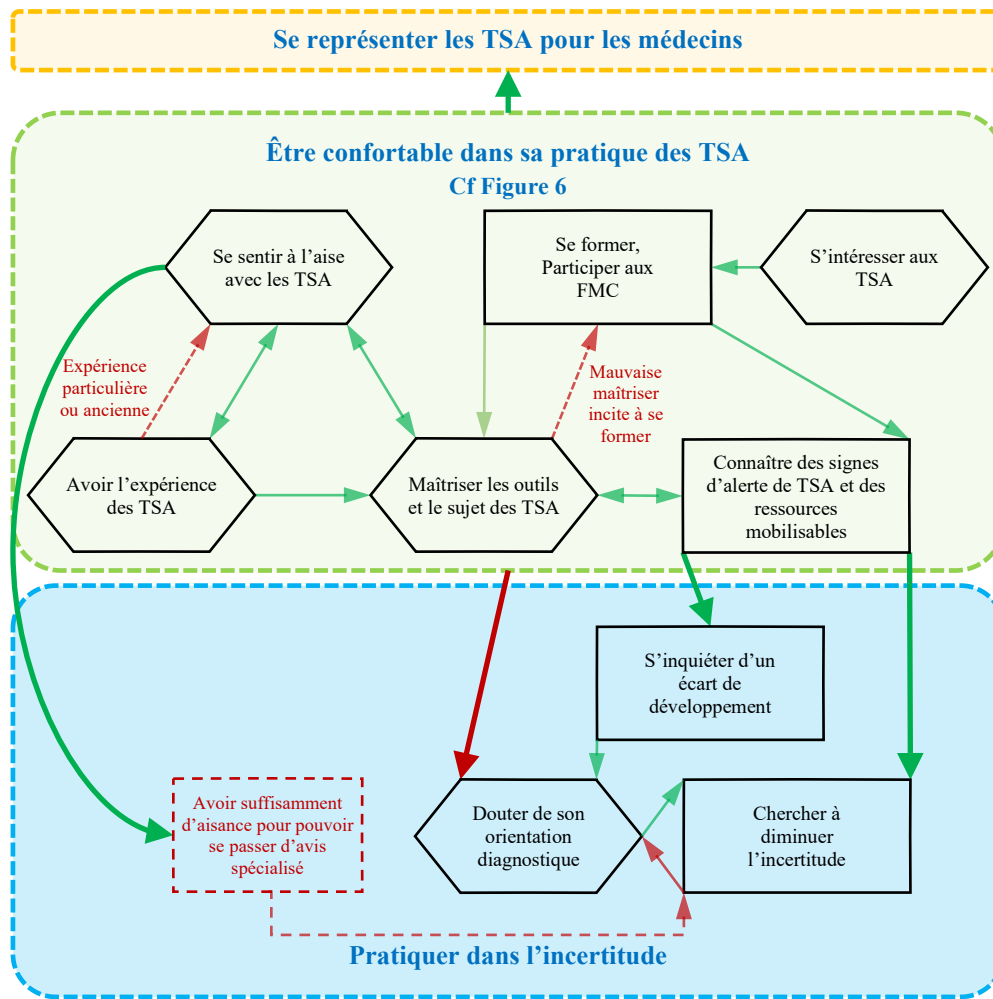 Se représenter les TSA pour les médecins
Être confortable dans sa pratique des TSA
Cf Figure 6
Se sentir à l'aise
avec les TSA
Se former,
Participer aux
FMC
S'intéresser aux
TSA
Expérience
particulière
ou ancienne
Mauvaise
maîtriser
incite à se
former
Avoir l'expérience
des TSA
Maîtriser les outils
et le sujet des TSA
Connaître des signes
d'alerte de TSA et des
ressources
mobilisables
S'inquiéter d'un
écart de
développement
Avoir suffisamment
d'aisance pour pouvoir
se passer d'avis
spécialisé
Douter de son
orientation
diagnostique
Chercher à
diminuer
l'incertitude
Pratiquer dans l'incertitude